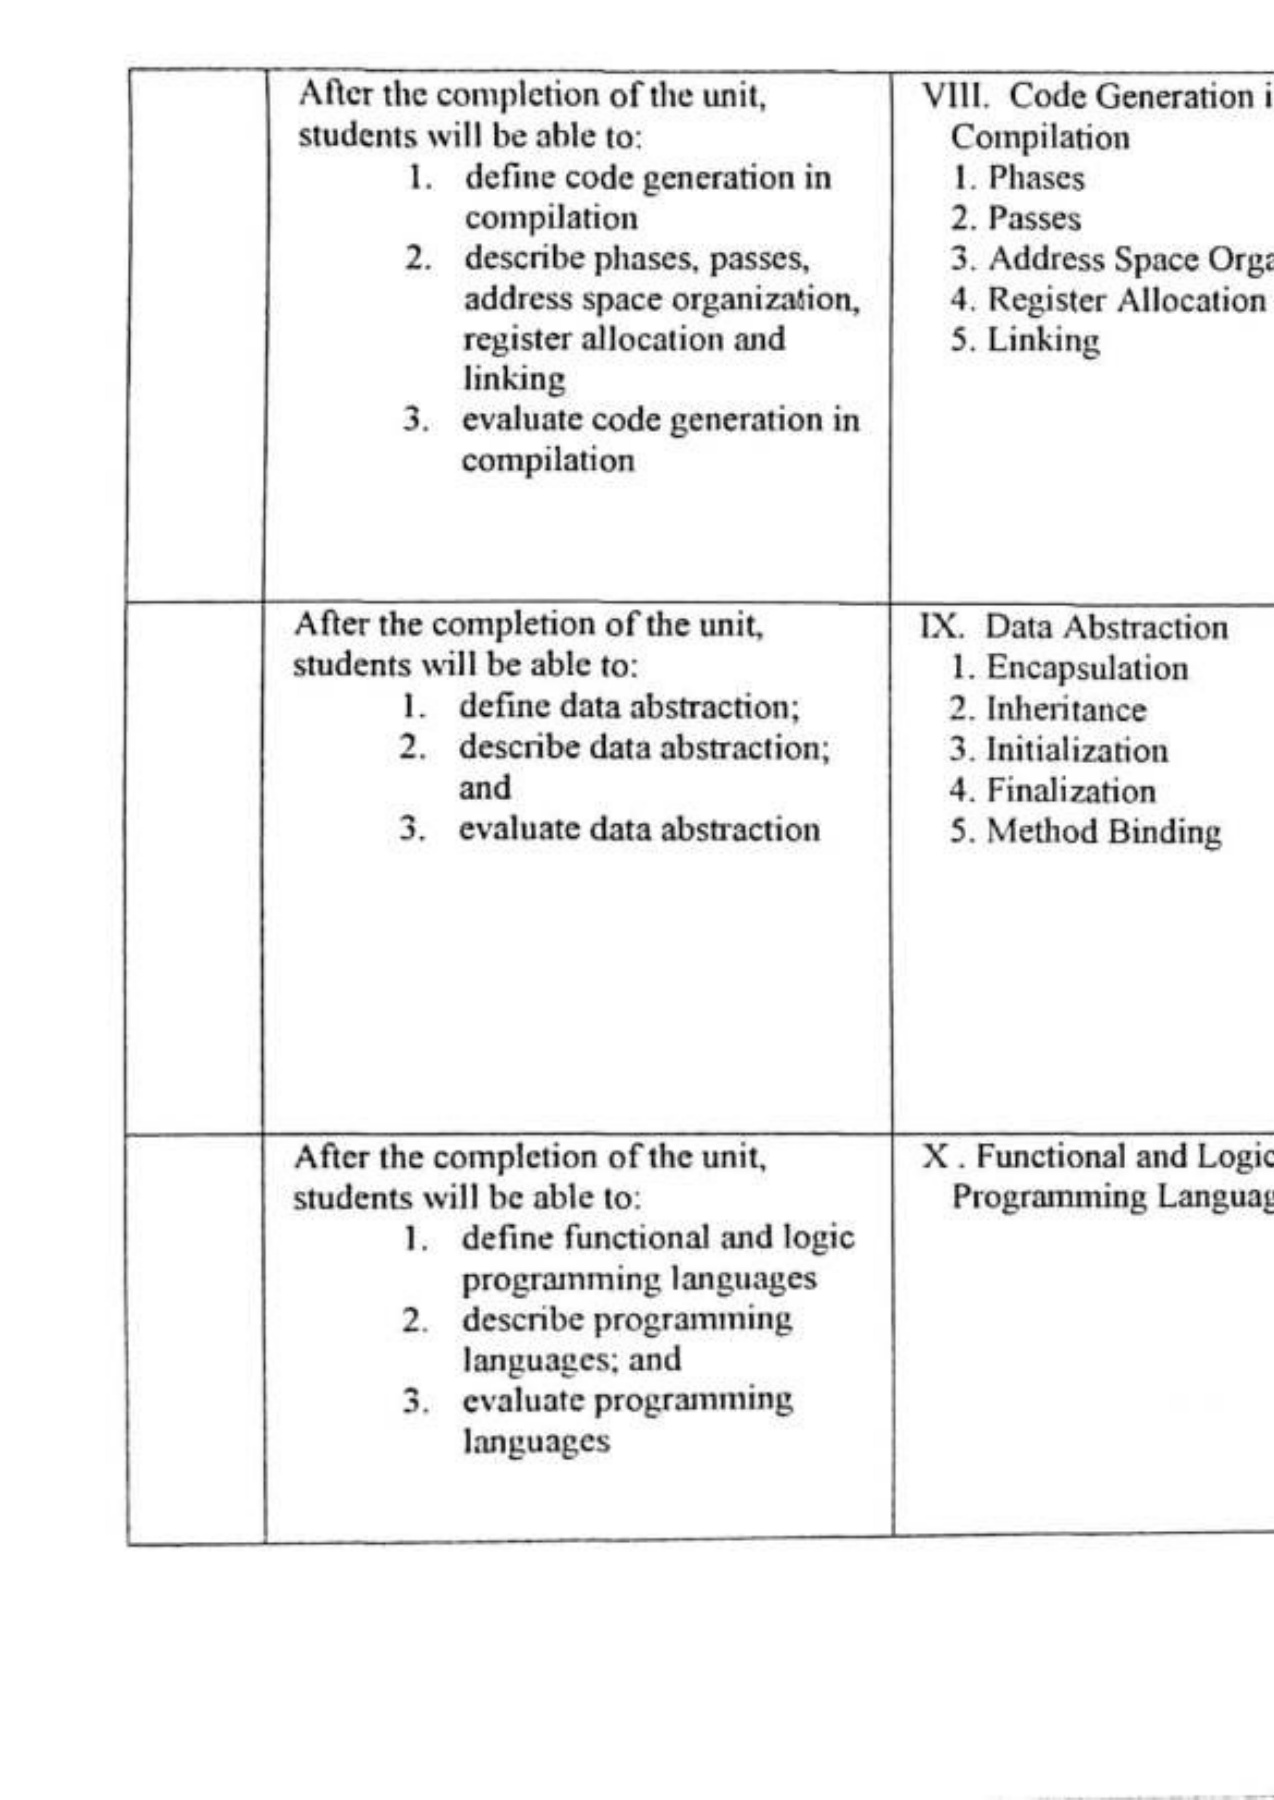 After the completion of the unit,
students will be able to:
1. define code generation in
compilation
2. describe phases, passes,
address space organization,
register allocation and
linking
3. evaluate code generation in
compilation
VIII. Code Generation i
Compilation
1. Phases
2. Passes
3. Address Space Orga
4. Register Allocation
5. Linking
After the completion of the unit,
students will be able to:
1. define data abstraction;
2. describe data abstraction;
and
3. evaluate data abstraction
IX. Data Abstraction
1. Encapsulation
2. Inheritance
3. Initialization
4. Finalization
5. Method Binding
After the completion of the unit,
students will be able to:
1. define functional and logic
programming languages
2. describe programming
languages; and
3. evaluate programming
languages
X . Functional and Logic
Programming Languag